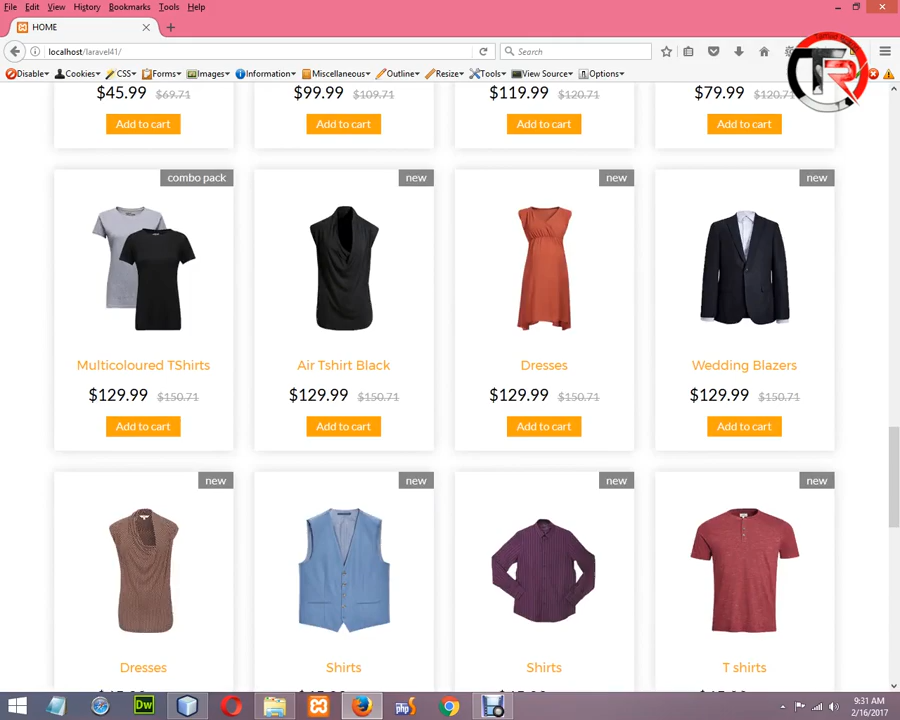 File Edit View History Bookmarks Tools Help
HOME
localhost/laravel41/
Search
Disable Cookies CSS Forms Images Information Miscellaneous Outline Resize Tools View Source Options
$45.99 $69.71 $99.99 $109.71 $119.99 $120.71 $79.99 $120.71
Add to cart Add to cart Add to cart Add to cart
combo pack new new new
Multicoloured TShirts Air Tshirt Black Dresses Wedding Blazers
$129.99 $150.71 $129.99 $150.71 $129.99 $150.71 $129.99 $150.71
Add to cart Add to cart Add to cart Add to cart
new new new new
Dresses Shirts Shirts T shirts
Dw php
9:31 AM
2/16/2017